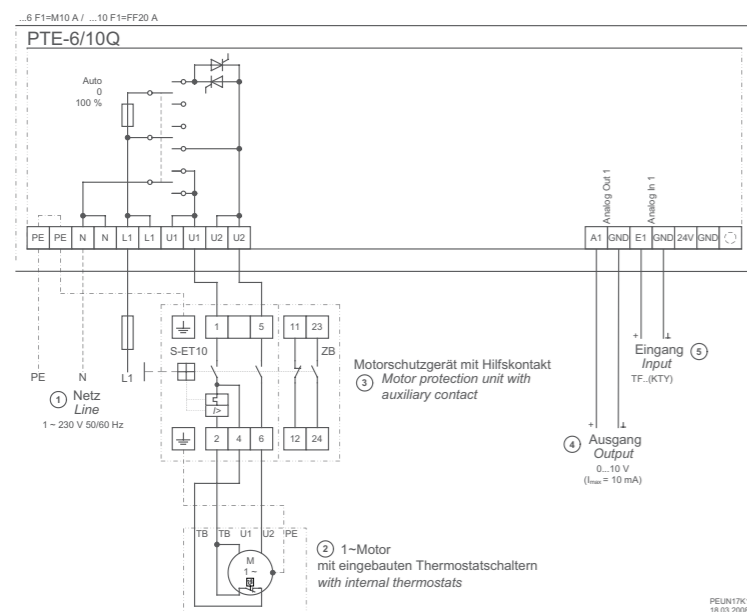 ...6 F1=M10 A / ...10 F1=FF20 A
PTE-6/10Q
Auto
0
100 %
Analog Out 1
Analog In 1
PE PE N N L1 L1 U1 U1 U2 U2
A1 GND E1 GND 24V GND
1 5 11 23
S-ET10
ZB
I>
PE N L1
1 Netz
Line
1 ~ 230 V 50/60 Hz
Motorschutzgerät mit Hilfskontakt
3 Motor protection unit with
auxiliary contact
+ ⊥
Eingang 5
Input
TF..(KTY)
2 4 6 12 24
+ ⊥
4 Ausgang
Output
0...10 V
(Imax = 10 mA)
TB TB U1 U2 PE
M
1 ~
2 1~Motor
mit eingebauten Thermostatschaltern
with internal thermostats
18.03.2008